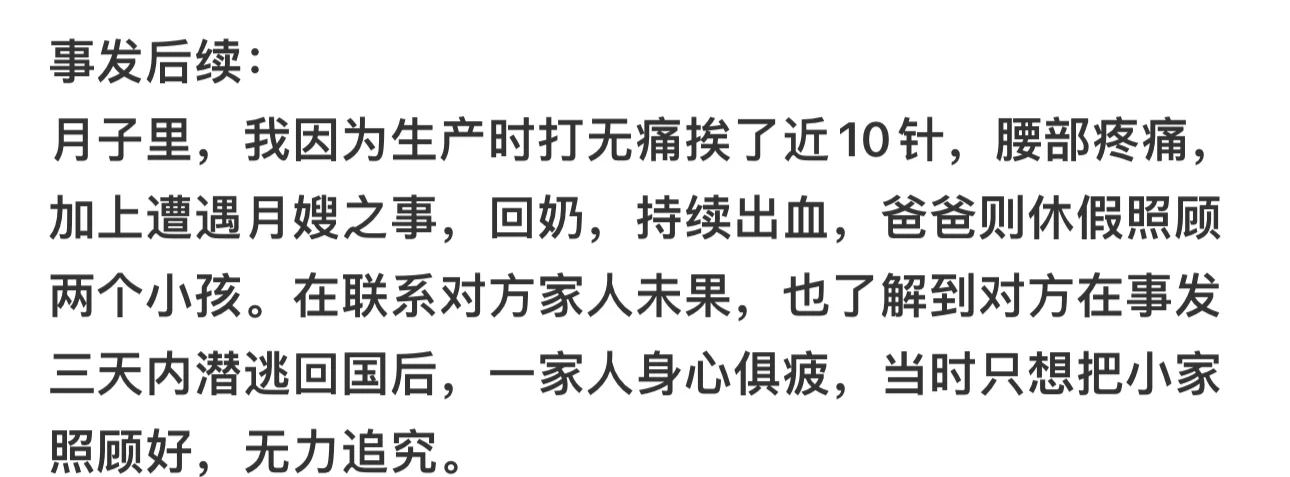 事发后续：
月子里，我因为生产时打无痛挨了近10针，腰部疼痛，
加上遭遇月嫂之事，回奶，持续出血，爸爸则休假照顾
两个小孩。在联系对方家人未果，也了解到对方在事发
三天内潜逃回国后，一家人身心俱疲，当时只想把小家
照顾好，无力追究。